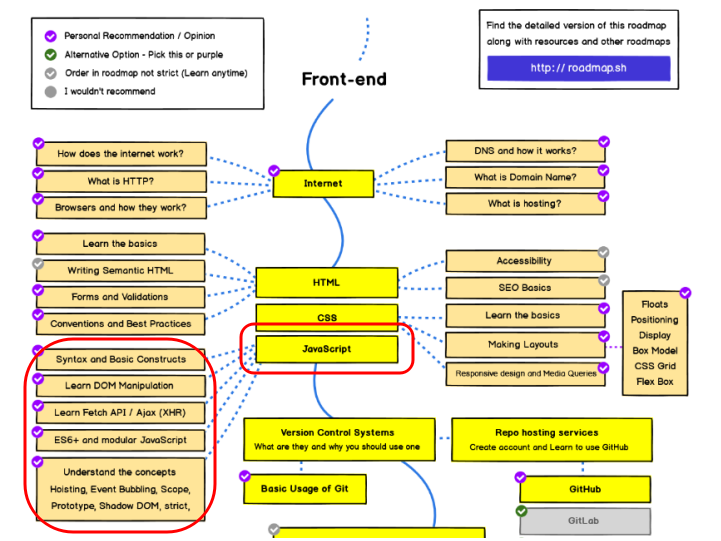 Personal Recommendation / Opinion
Alternative Option - Pick this or purple
Order in roadmap not strict (Learn anytime)
I wouldn't recommend
Find the detailed version of this roadmap
along with resources and other roadmaps
http:// roadmap.sh
Front-end
How does the internet work?
What is HTTP?
Browsers and how they work?
Internet
DNS and how it works?
What is Domain Name?
What is hosting?
Learn the basics
Writing Semantic HTML
Forms and Validations
Conventions and Best Practices
HTML
Accessibility
SEO Basics
CSS
Learn the basics
Making Layouts
Responsive design and Media Queries
Floats
Positioning
Display
Box Model
CSS Grid
Flex Box
JavaScript
Syntax and Basic Constructs
Learn DOM Manipulation
Learn Fetch API / Ajax (XHR)
ES6+ and modular JavaScript
Understand the concepts
Hoisting, Event Bubbling, Scope,
Prototype, Shadow DOM, strict,
Version Control Systems
What are they and why you should use one
Repo hosting services
Create account and Learn to use GitHub
Basic Usage of Git
GitHub
GitLab